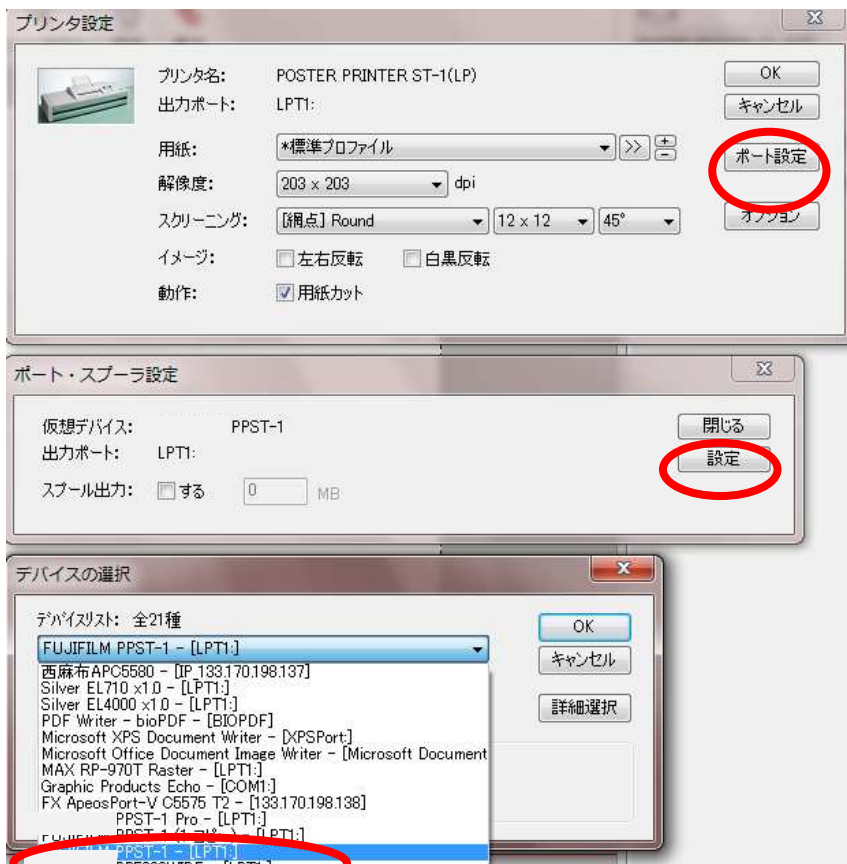 プリンタ設定
プリンタ名: POSTER PRINTER ST-1(LP) OK
出力ポート: LPT1: キャンセル
用紙: *標準プロファイル >> + - ポート設定
解像度: 203 x 203 dpi
スクリーニング: [網点] Round 12 x 12 45° オプション
イメージ: 左右反転 白黒反転
動作: 用紙カット
ポート・スプーラ設定
仮想デバイス: PPST-1 閉じる
出力ポート: LPT1: 設定
スプール出力: する 0 MB
デバイスの選択
デバイスリスト: 全21種 OK
FUJIFILM PPST-1 - [LPT1:] キャンセル
西麻布APC5580 - [IP_133.170.198.137]
Silver EL710 x1.0 - [LPT1:]
Silver EL4000 x1.0 - [LPT1:] 詳細選択
PDF Writer - bioPDF - [BIOPDF]
Microsoft XPS Document Writer - [XPSPort:]
Microsoft Office Document Image Writer - [Microsoft Document
MAX RP-970T Raster - [LPT1:]
Graphic Products Echo - [COM1:]
FX ApeosPort-V C5575 T2 - [133.170.198.138]
PPST-1 Pro - [LPT1:]
FUJIFILM PPST-1 (1コピー) - [LPT1:]
PPST-1 - [LPT1:]